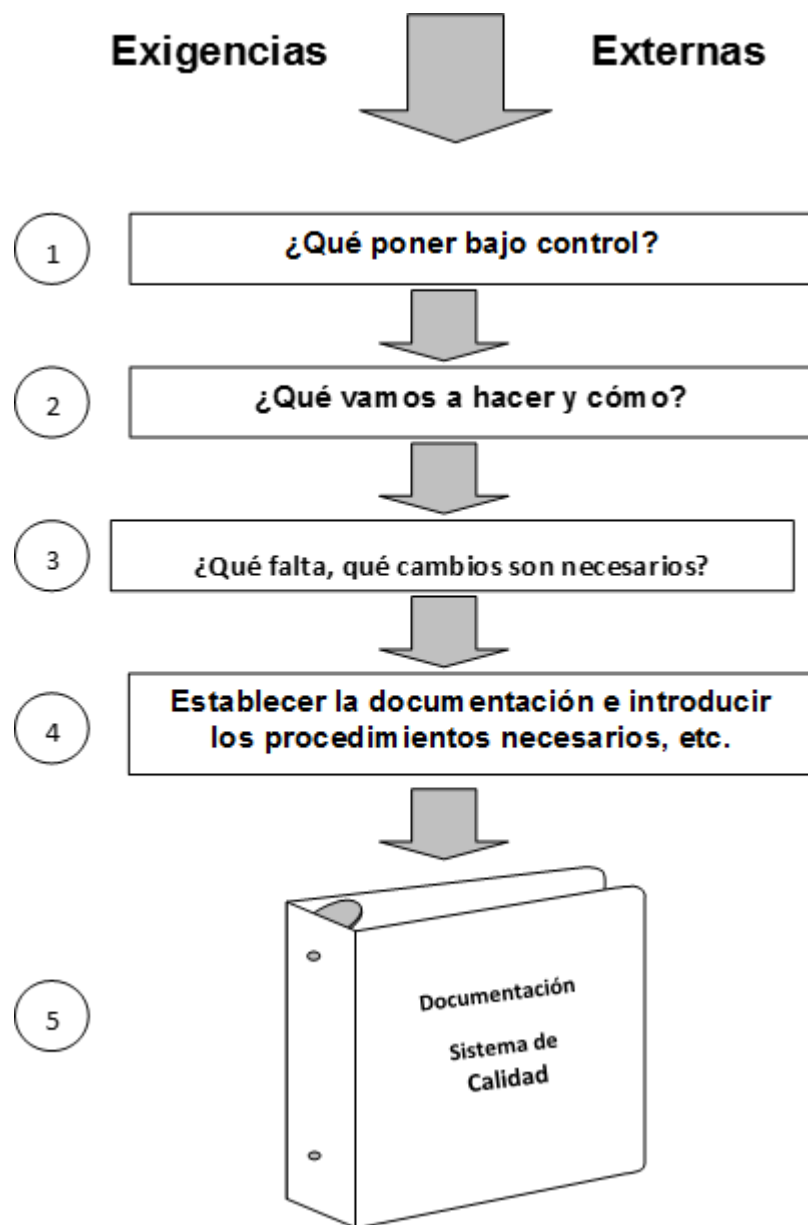 Exigencias Externas
1
¿Qué poner bajo control?
2
¿Qué vamos a hacer y cómo?
3
¿Qué falta, qué cambios son necesarios?
4
Establecer la documentación e introducir
los procedimientos necesarios, etc.
5
Documentación
Sistema de
Calidad